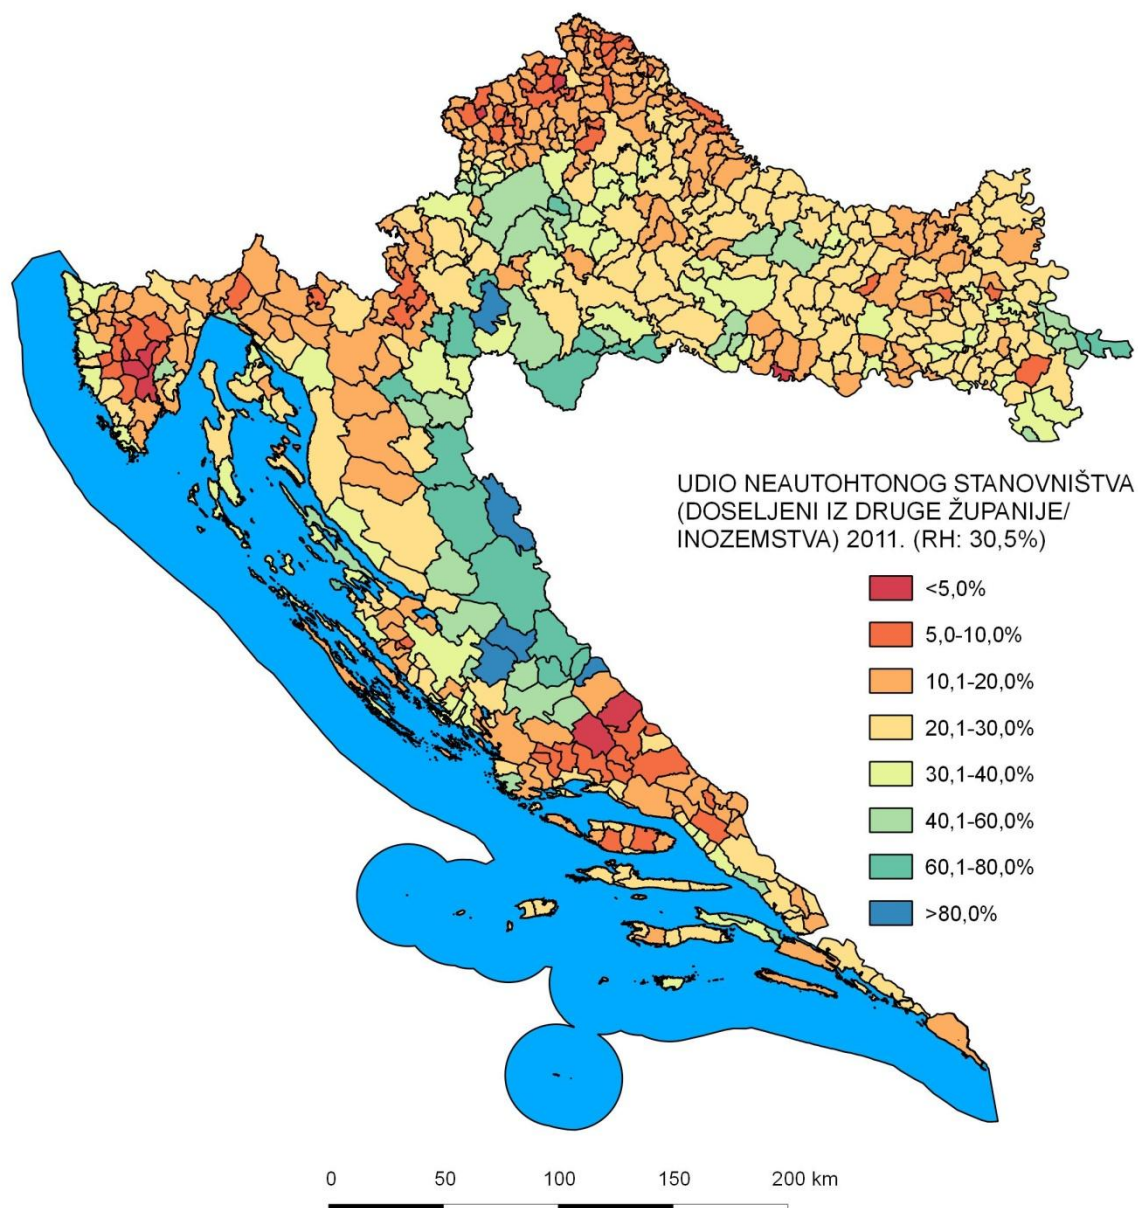 UDIO NEAUTOHTONOG STANOVNIŠTVA
(DOSELJENI IZ DRUGE ŽUPANIJE/
INOZEMSTVA) 2011. (RH: 30,5%)
<5,0%
5,0-10,0%
10,1-20,0%
20,1-30,0%
30,1-40,0%
40,1-60,0%
60,1-80,0%
>80,0%
0 50 100 150 200 km